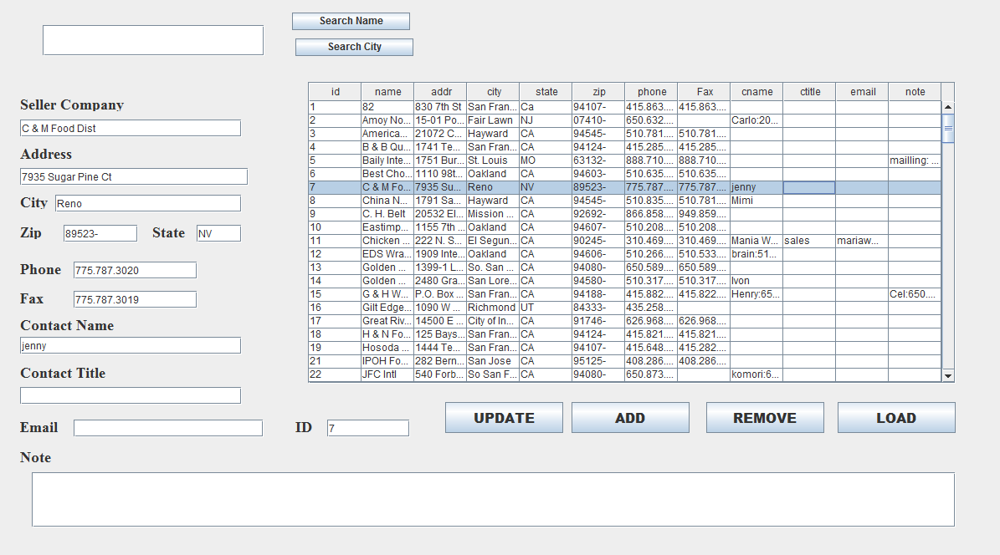 Search Name
Search City
Seller Company
C & M Food Dist
Address
7935 Sugar Pine Ct
City Reno
Zip 89523- State NV
Phone 775.787.3020
Fax 775.787.3019
Contact Name
jenny
Contact Title
Email
ID 7
Note
id name addr city state zip phone Fax cname ctitle email note
1 82 830 7th St San Fran... Ca 94107- 415.863.... 415.863....
2 Amoy No... 15-01 Po... Fair Lawn NJ 07410- 650.632.... Carlo:20...
3 America... 21072 C... Hayward CA 94545- 510.781.... 510.781....
4 B & B Qu... 1741 Te... San Fran... CA 94124- 415.285.... 415.285....
5 Baily Inte... 1751 Bur... St. Louis MO 63132- 888.710.... 888.710.... mailling: ...
6 Best Cho... 1110 98t... Oakland CA 94603- 510.635.... 510.635....
7 C & M Fo... 7935 Su... Reno NV 89523- 775.787.... 775.787.... jenny
8 China N... 1791 Sa... Hayward CA 94545- 510.835.... 510.781.... Mimi
9 C. H. Belt 20532 El... Mission ... CA 92692- 866.858.... 949.859....
10 Eastimp... 1155 7th ... Oakland CA 94607- 510.208.... 510.208....
11 Chicken ... 222 N. S... El Segun... CA 90245- 310.469.... 310.469.... Mania W... sales mariaw...
12 EDS Wra... 1909 Inte... Oakland CA 94606- 510.266.... 510.533.... brain:51...
13 Golden ... 1399-1 L... So. San ... CA 94080- 650.589.... 650.589....
14 Golden ... 2480 Gra... San Lore... CA 94580- 510.317.... 510.317.... Ivon
15 G & H W... P.O. Box ... San Fran... CA 94188- 415.882.... 415.822.... Henry:65... Cel:650....
16 Gilt Edge... 1090 W ... Richmond UT 84333- 435.258....
17 Great Riv... 14500 E ... City of In... CA 91746- 626.968.... 626.968....
18 H & N Fo... 125 Bays... San Fran... CA 94124- 415.821.... 415.821....
19 Hosoda ... 1444 Te... San Fran... CA 94107- 415.648.... 415.282....
21 IPOH Fo... 282 Bern... San Jose CA 95125- 408.286.... 408.286....
22 JFC Intl 540 Forb... So San F... CA 94080- 650.873.... komori:6...
UPDATE ADD REMOVE LOAD